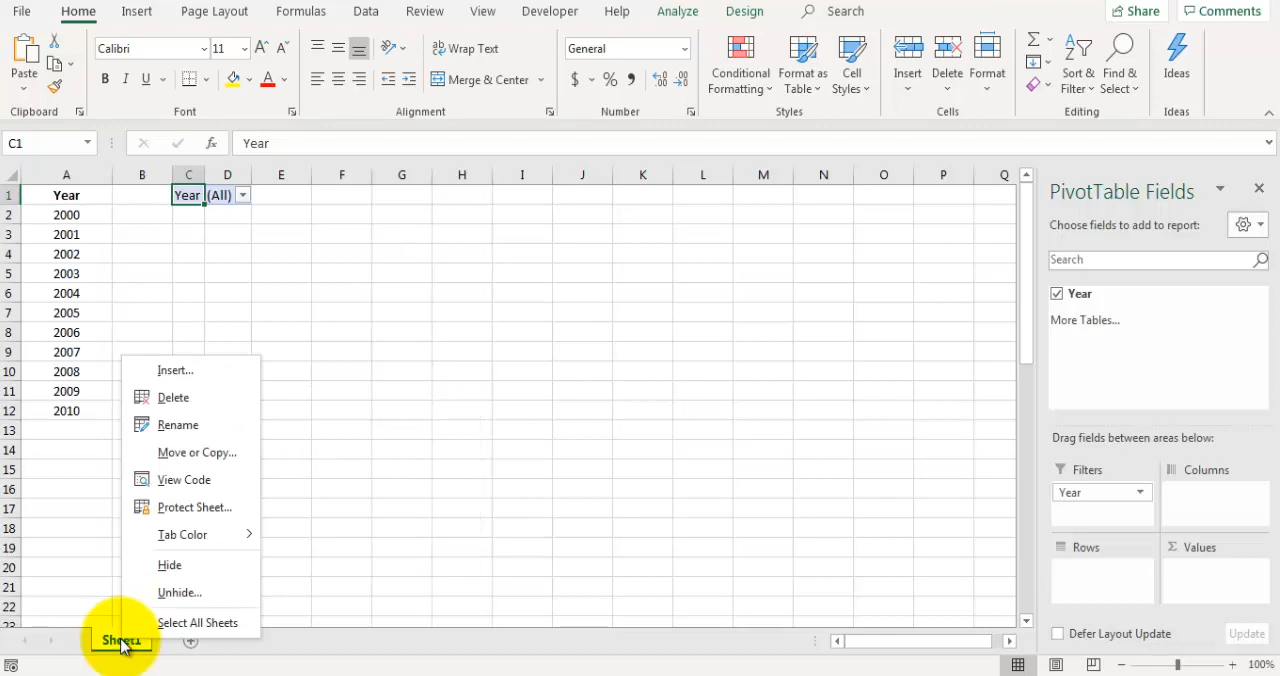 File Home Insert Page Layout Formulas Data Review View Developer Help Analyze Design Search Share Comments
Calibri 11 Wrap Text General
Paste Merge & Center Conditional Formatting Format as Table Cell Styles Insert Delete Format Sort & Filter Find & Select Ideas
Clipboard Font Alignment Number Styles Cells Editing Ideas
C1 fx Year
A B C D E F G H I J K L M N O P Q
1 Year Year (All)
2 2000
3 2001
4 2002
5 2003
6 2004
7 2005
8 2006
9 2007
10 2008
11 2009
12 2010
13
14
15
16
17
18
19
20
21
22
23
Insert...
Delete
Rename
Move or Copy...
View Code
Protect Sheet...
Tab Color
Hide
Unhide...
Select All Sheets
Sheet1
PivotTable Fields
Choose fields to add to report:
Search
Year
More Tables...
Drag fields between areas below:
Filters Columns
Year
Rows Σ Values
Defer Layout Update Update
100%